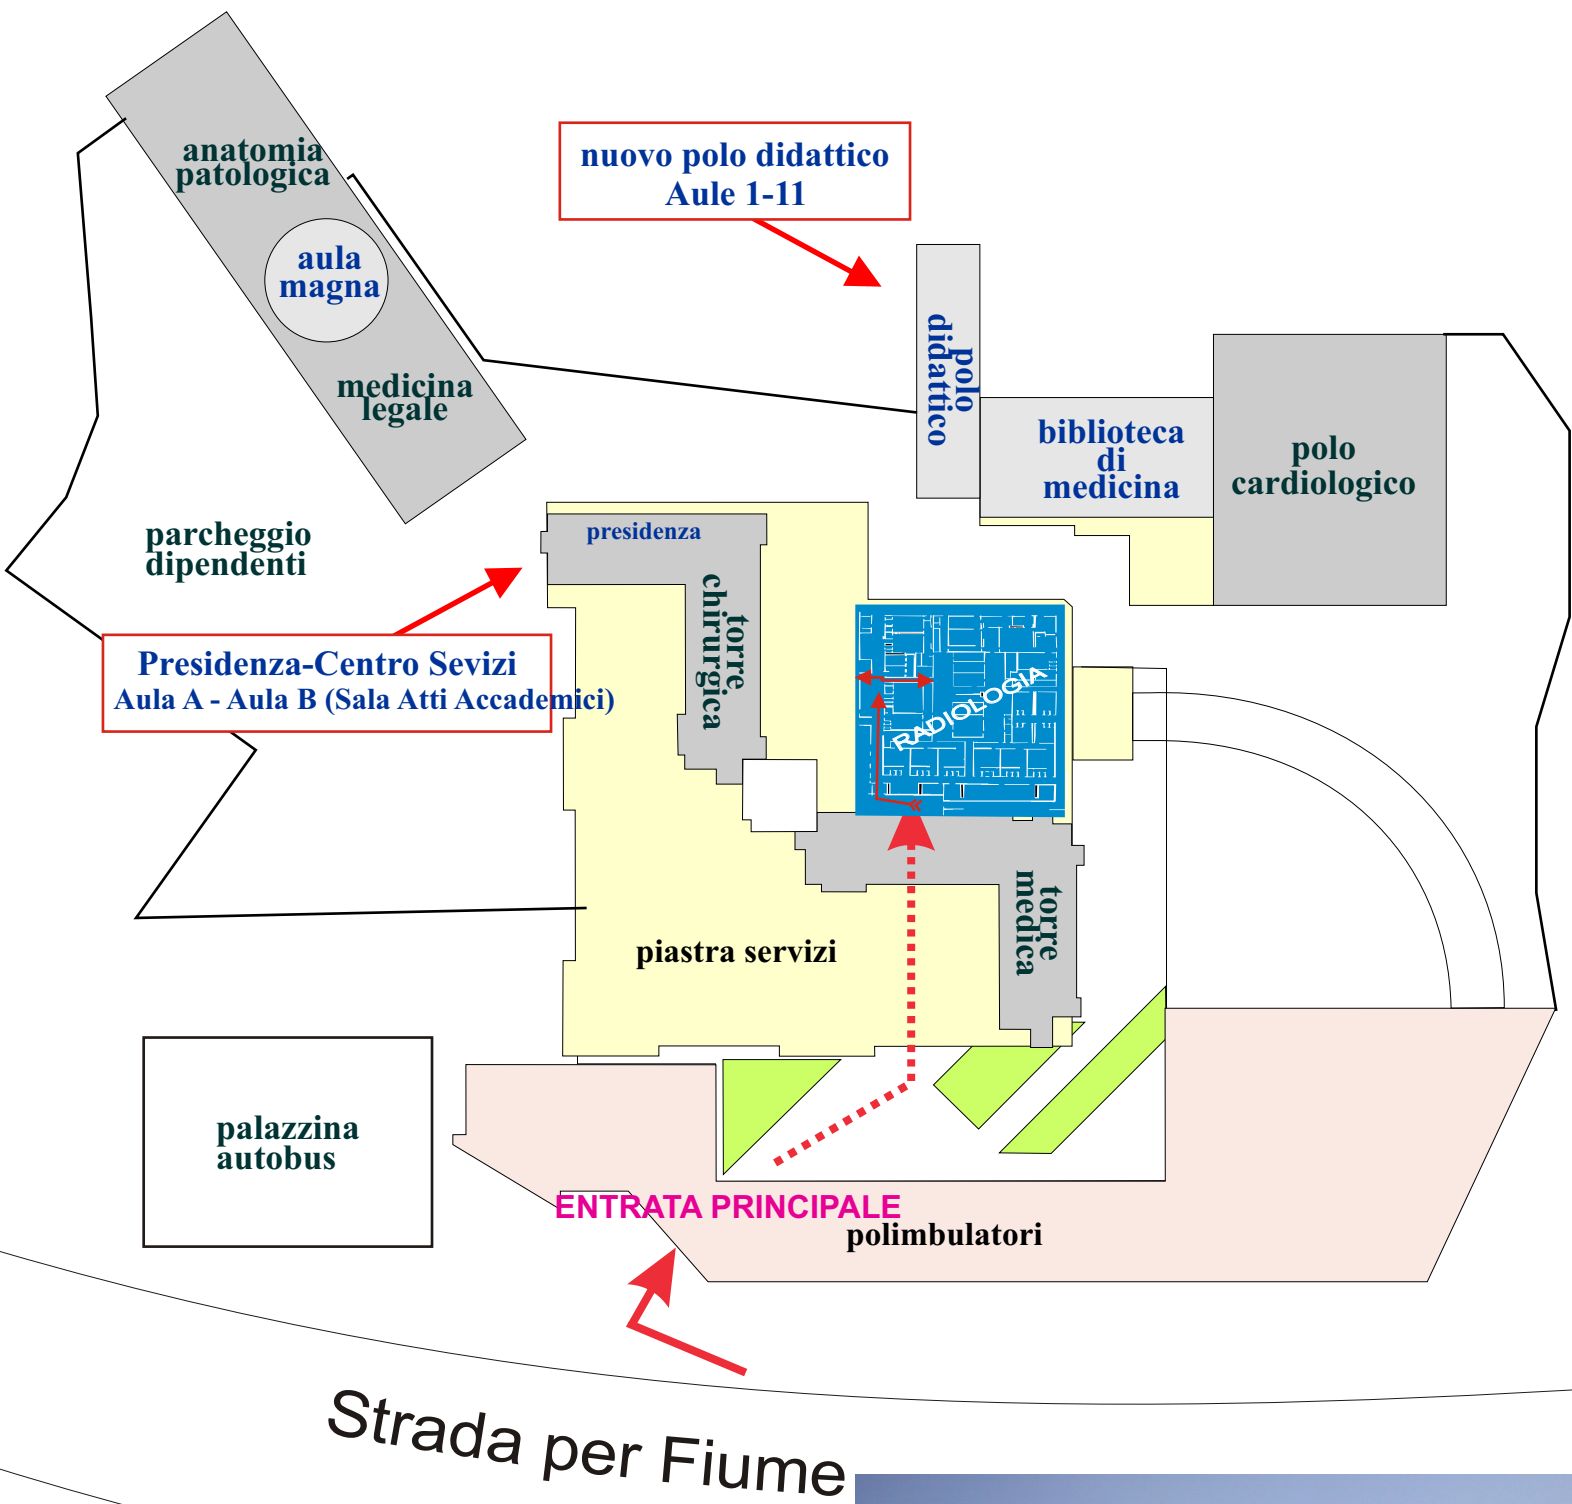 anatomia
patologica
nuovo polo didattico
Aule 1-11
aula
magna
polo
didattico
medicina
legale
biblioteca
di
medicina
polo
cardiologico
parcheggio
dipendenti
presidenza
torre
chirurgica
Presidenza-Centro Sevizi
Aula A - Aula B (Sala Atti Accademici)
RADIOLOGIA
torre
medica
piastra servizi
palazzina
autobus
ENTRATA PRINCIPALE
polimbulatori
Strada per Fiume